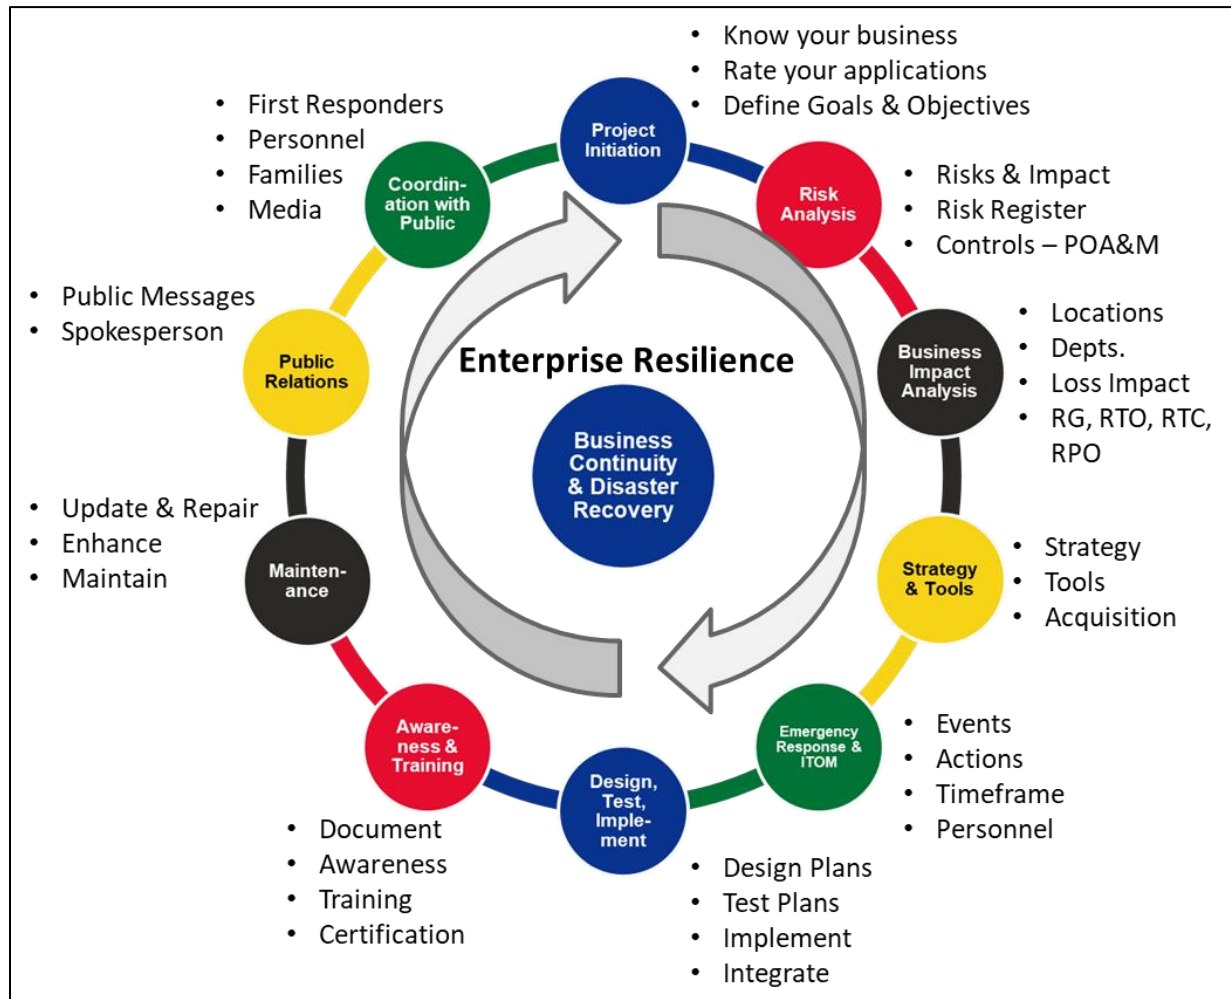 Project
Initiation
• Know your business
• Rate your applications
• Define Goals & Objectives
Risk
Analysis
• Risks & Impact
• Risk Register
• Controls – POA&M
Business
Impact
Analysis
• Locations
• Depts.
• Loss Impact
• RG, RTO, RTC,
RPO
Strategy
& Tools
• Strategy
• Tools
• Acquisition
Emergency
Response &
ITOM
• Events
• Actions
• Timeframe
• Personnel
Design,
Test,
Imple-
ment
• Design Plans
• Test Plans
• Implement
• Integrate
Aware-
ness &
Training
• Document
• Awareness
• Training
• Certification
Mainten-
ance
• Update & Repair
• Enhance
• Maintain
Public
Relations
• Public Messages
• Spokesperson
Coordin-
ation with
Public
• First Responders
• Personnel
• Families
• Media
Enterprise Resilience
Business
Continuity
& Disaster
Recovery